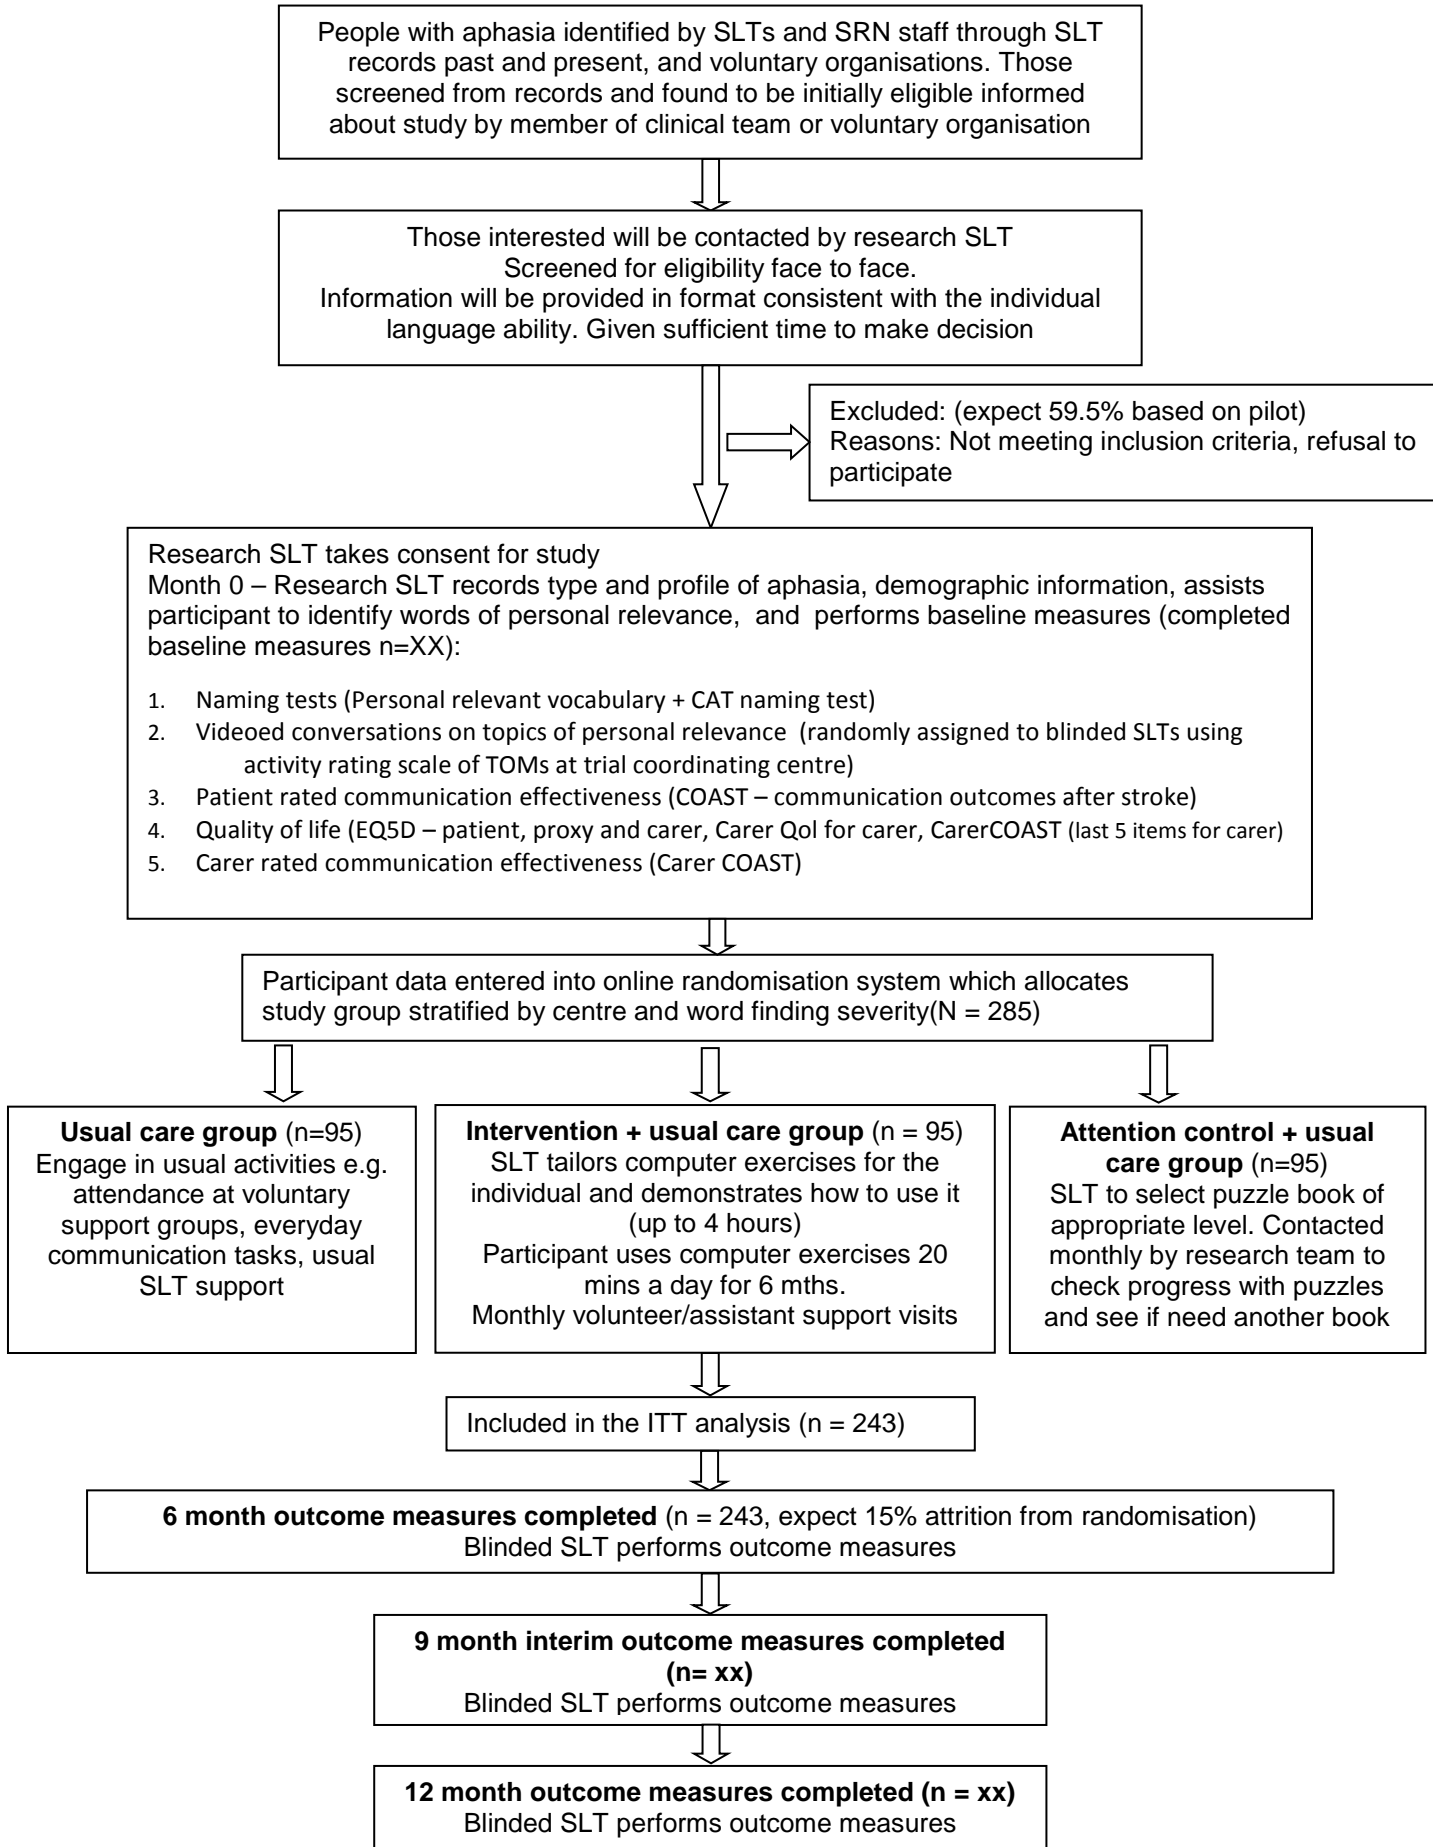 People with aphasia identified by SLTs and SRN staff through SLT
records past and present, and voluntary organisations. Those
screened from records and found to be initially eligible informed
about study by member of clinical team or voluntary organisation
Those interested will be contacted by research SLT
Screened for eligibility face to face.
Information will be provided in format consistent with the individual
language ability. Given sufficient time to make decision
Excluded: (expect 59.5% based on pilot)
Reasons: Not meeting inclusion criteria, refusal to
participate
Research SLT takes consent for study
Month 0 – Research SLT records type and profile of aphasia, demographic information, assists
participant to identify words of personal relevance,  and  performs baseline measures (completed
baseline measures n=XX):
1. Naming tests (Personal relevant vocabulary + CAT naming test)
2. Videoed conversations on topics of personal relevance  (randomly assigned to blinded SLTs using
activity rating scale of TOMs at trial coordinating centre)
3. Patient rated communication effectiveness (COAST – communication outcomes after stroke)
4. Quality of life (EQ5D – patient, proxy and carer, Carer Qol for carer, CarerCOAST (last 5 items for carer)
5. Carer rated communication effectiveness (Carer COAST)
Participant data entered into online randomisation system which allocates
study group stratified by centre and word finding severity(N = 285)
Usual care group (n=95)
Engage in usual activities e.g.
attendance at voluntary
support groups, everyday
communication tasks, usual
SLT support
Intervention + usual care group (n = 95)
SLT tailors computer exercises for the
individual and demonstrates how to use it
(up to 4 hours)
Participant uses computer exercises 20
mins a day for 6 mths.
Monthly volunteer/assistant support visits
Attention control + usual
care group (n=95)
SLT to select puzzle book of
appropriate level. Contacted
monthly by research team to
check progress with puzzles
and see if need another book
Included in the ITT analysis (n = 243)
6 month outcome measures completed (n = 243, expect 15% attrition from randomisation)
Blinded SLT performs outcome measures
9 month interim outcome measures completed
(n= xx)
Blinded SLT performs outcome measures
12 month outcome measures completed (n = xx)
Blinded SLT performs outcome measures